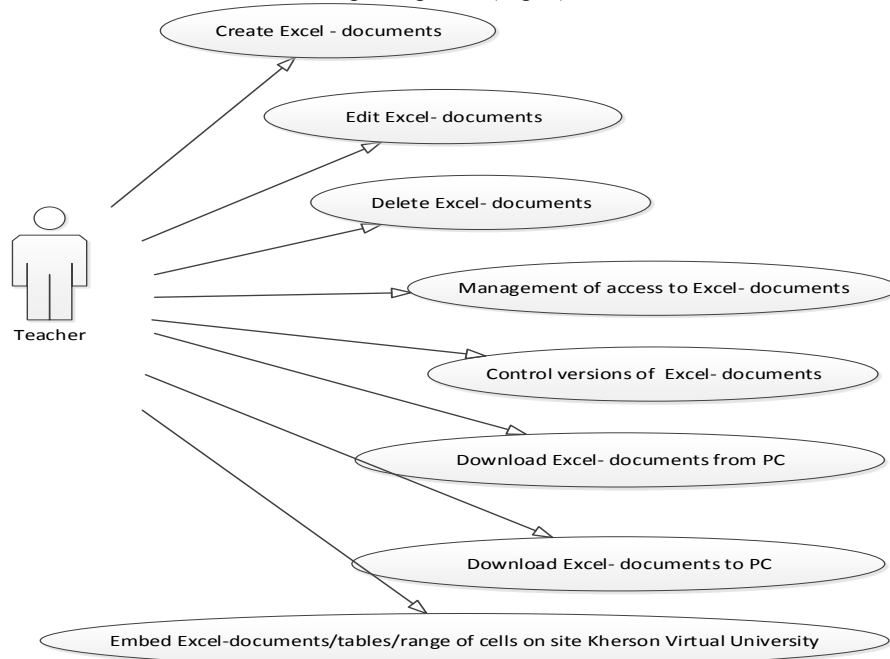 Create Excel - documents
Edit Excel- documents
Delete Excel- documents
Management of access to Excel- documents
Teacher
Control versions of Excel- documents
Download Excel- documents from PC
Download Excel- documents to PC
Embed Excel-documents/tables/range of cells on site Kherson Virtual University